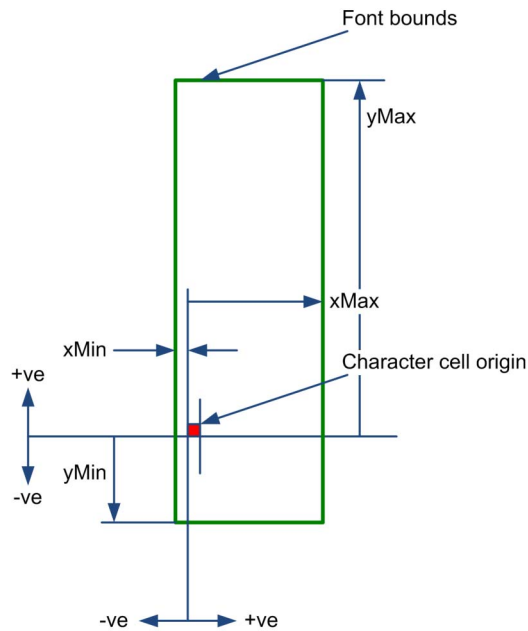 Font bounds
yMax
xMax
xMin
Character cell origin
+ve
yMin
-ve
-ve
+ve